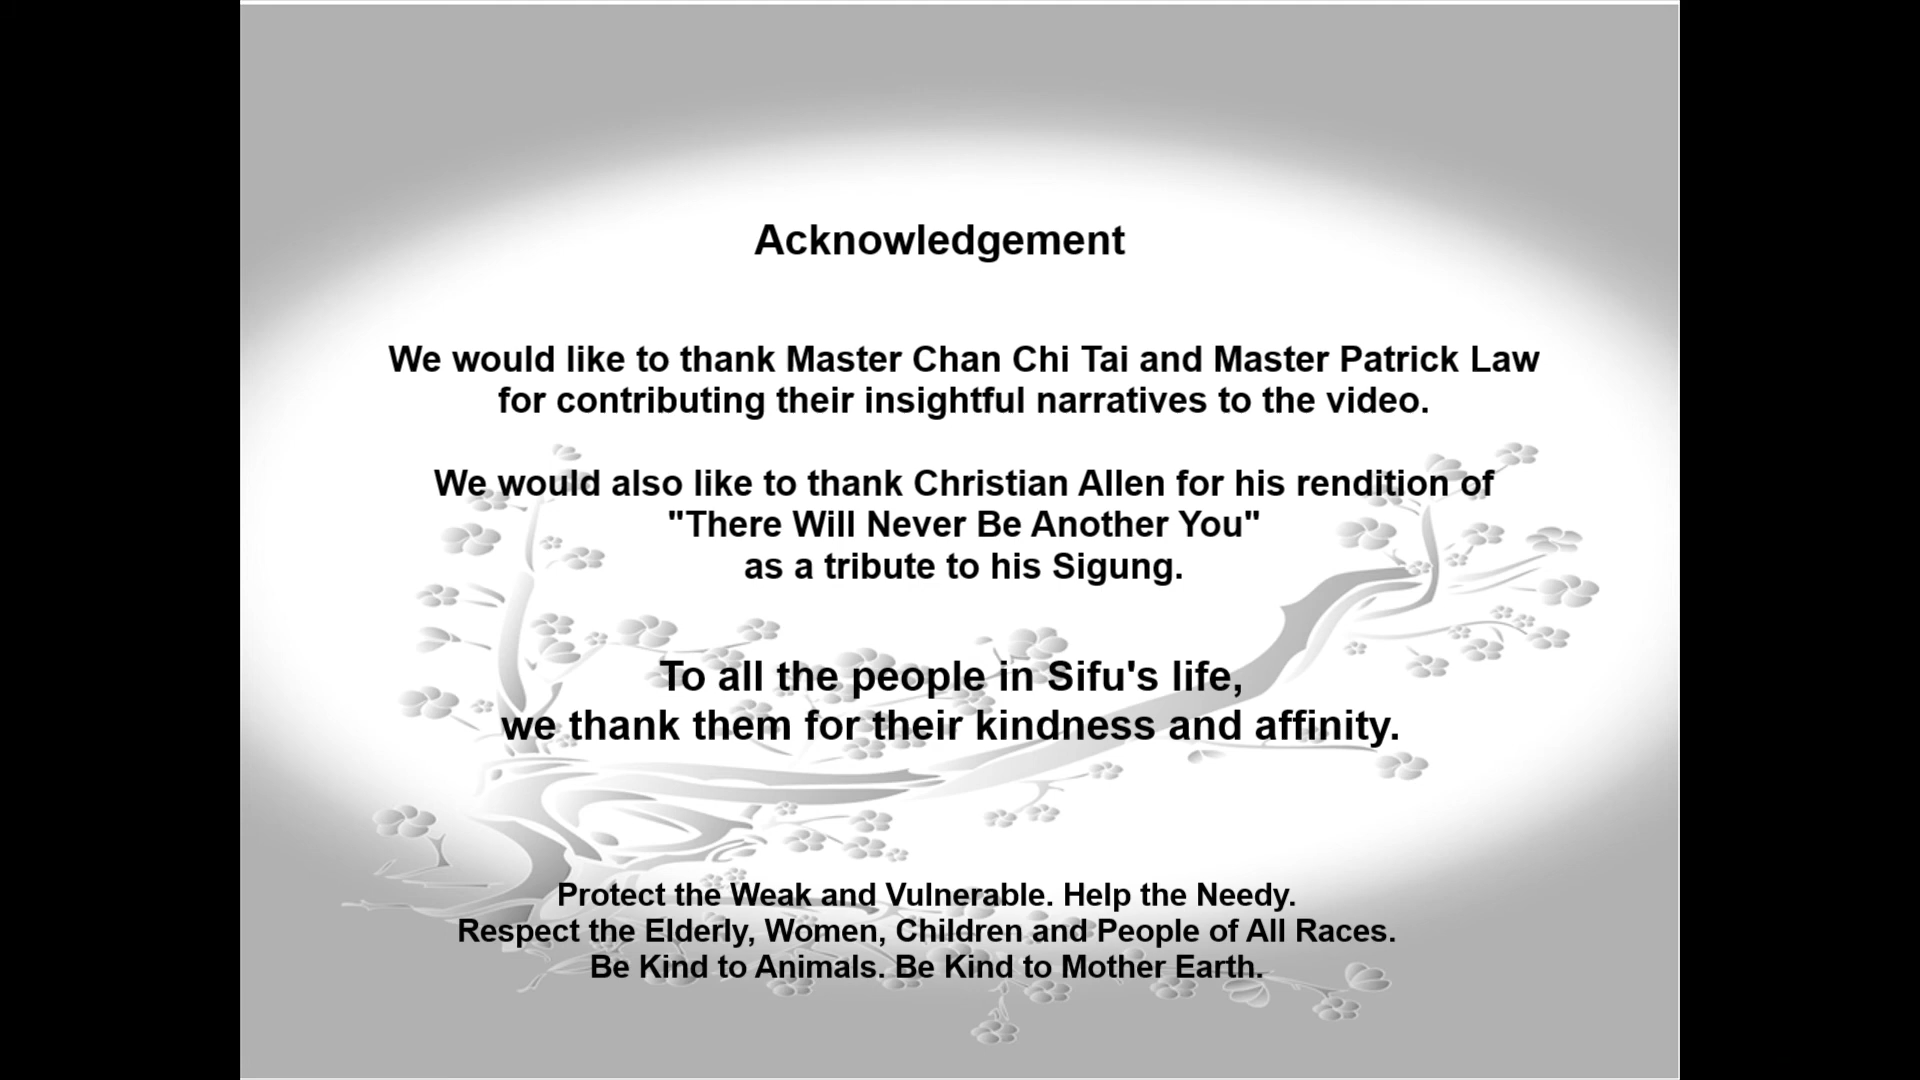 Acknowledgement
We would like to thank Master Chan Chi Tai and Master Patrick Law
for contributing their insightful narratives to the video.
We would also like to thank Christian Allen for his rendition of
"There Will Never Be Another You"
as a tribute to his Sigung.
To all the people in Sifu's life,
we thank them for their kindness and affinity.
Protect the Weak and Vulnerable. Help the Needy.
Respect the Elderly, Women, Children and People of All Races.
Be Kind to Animals. Be Kind to Mother Earth.